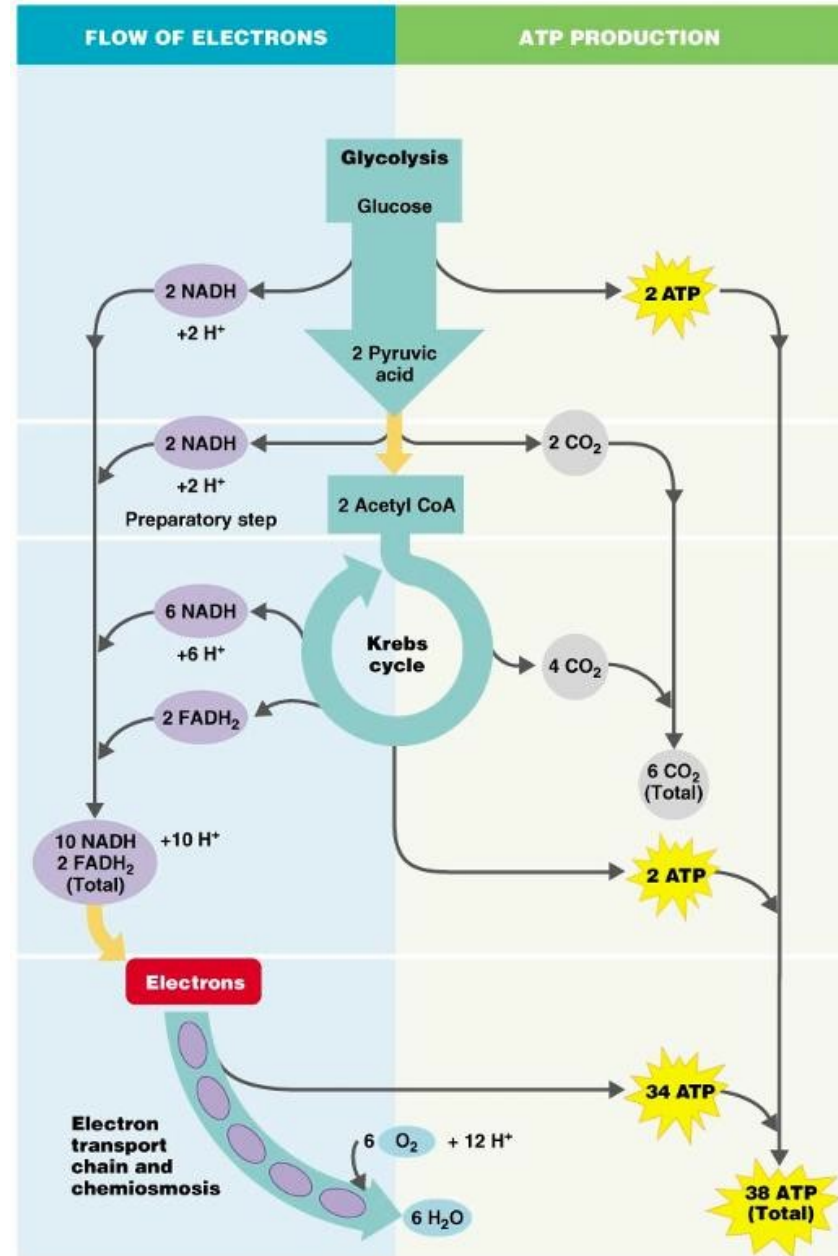 FLOW OF ELECTRONS
ATP PRODUCTION
Glycolysis
Glucose
2 NADH
+2 H⁺
2 ATP
2 Pyruvic
acid
2 NADH
+2 H⁺
2 CO₂
Preparatory step
2 Acetyl CoA
6 NADH
+6 H⁺
Krebs
cycle
4 CO₂
2 FADH₂
6 CO₂
(Total)
10 NADH
2 FADH₂
(Total)
+10 H⁺
2 ATP
Electrons
34 ATP
Electron
transport
chain and
chemiosmosis
6 O₂ + 12 H⁺
6 H₂O
38 ATP
(Total)